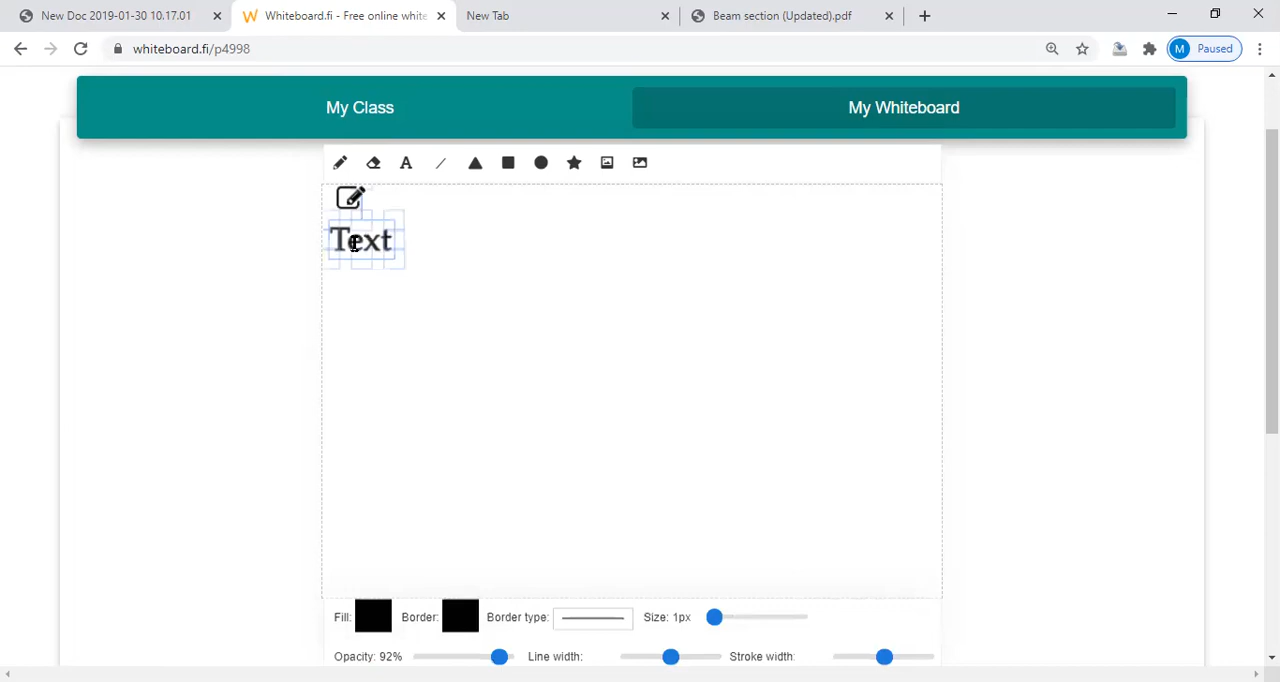 New Doc 2019-01-30 10.17.01
Whiteboard.fi - Free online white
New Tab
Beam section (Updated).pdf
whiteboard.fi/p4998
M Paused
My Class
My Whiteboard
A
Text
Fill:
Border:
Border type:
Size: 1px
Opacity: 92%
Line width:
Stroke width: